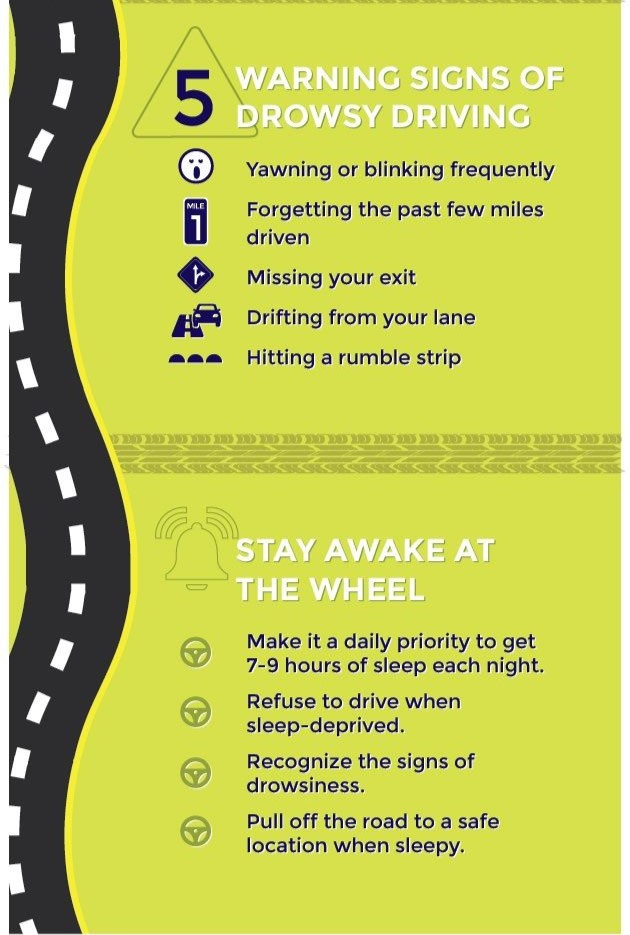 5
WARNING SIGNS OF
DROWSY DRIVING
Yawning or blinking frequently
MILE
1
Forgetting the past few miles
driven
Missing your exit
Drifting from your lane
Hitting a rumble strip
STAY AWAKE AT
THE WHEEL
Make it a daily priority to get
7-9 hours of sleep each night.
Refuse to drive when
sleep-deprived.
Recognize the signs of
drowsiness.
Pull off the road to a safe
location when sleepy.